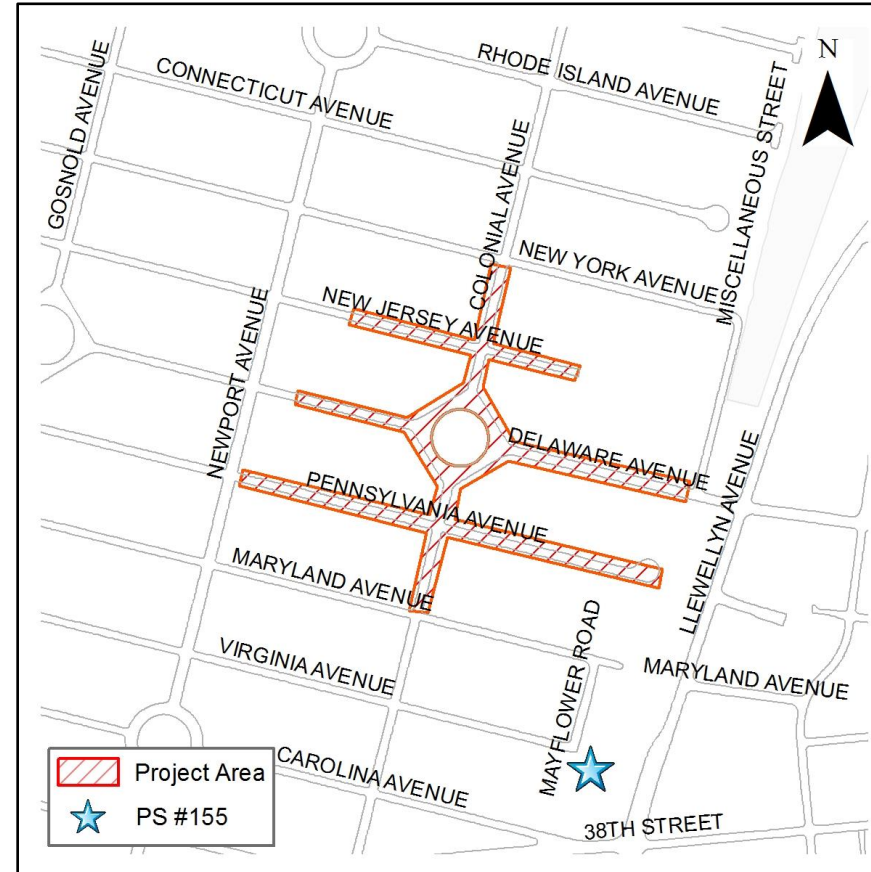 N
RHODE ISLAND AVENUE
CONNECTICUT AVENUE
GOSNOLD AVENUE
MISCELLANEOUS STREET
COLONIAL AVENUE
NEW YORK AVENUE
NEW JERSEY AVENUE
NEWPORT AVENUE
DELAWARE AVENUE
PENNSYLVANIA AVENUE
LLEWELLYN AVENUE
MARYLAND AVENUE
MAYFLOWER ROAD
VIRGINIA AVENUE
MARYLAND AVENUE
CAROLINA AVENUE
38TH STREET
Project Area
PS #155